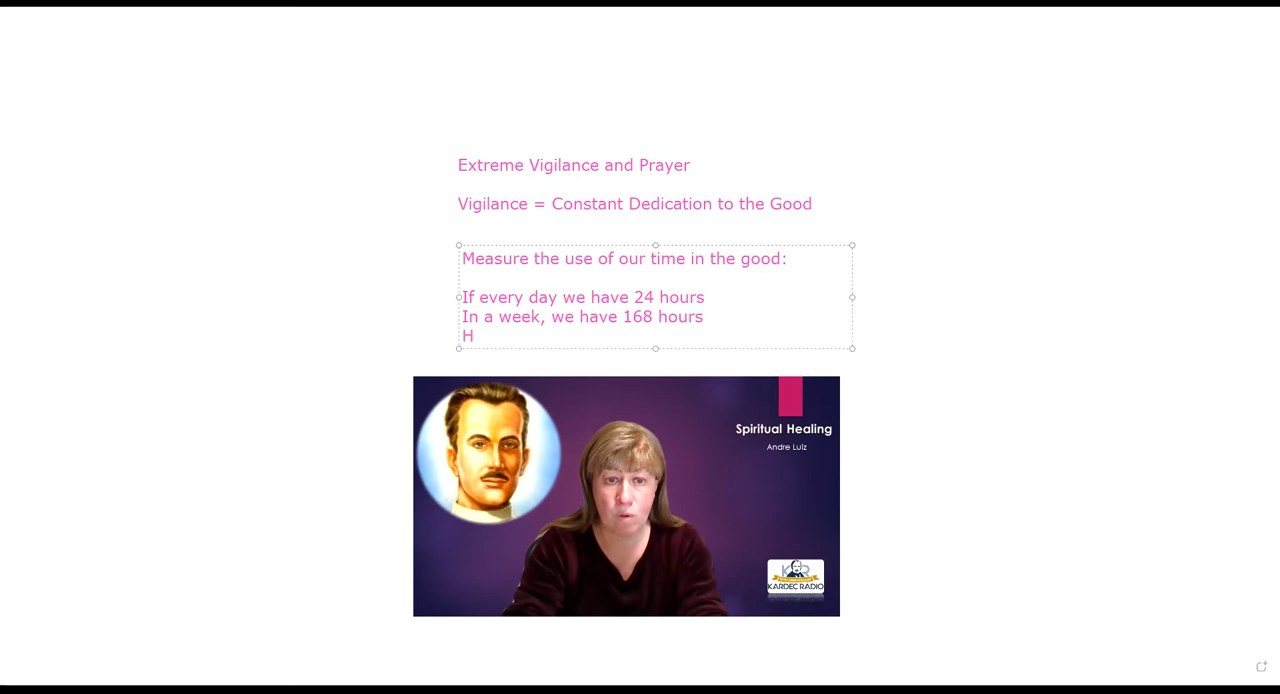 Extreme Vigilance and Prayer
Vigilance = Constant Dedication to the Good
Measure the use of our time in the good:
If every day we have 24 hours
In a week, we have 168 hours
H
Spiritual Healing
Andre Luiz
KR
KARDEC RADIO